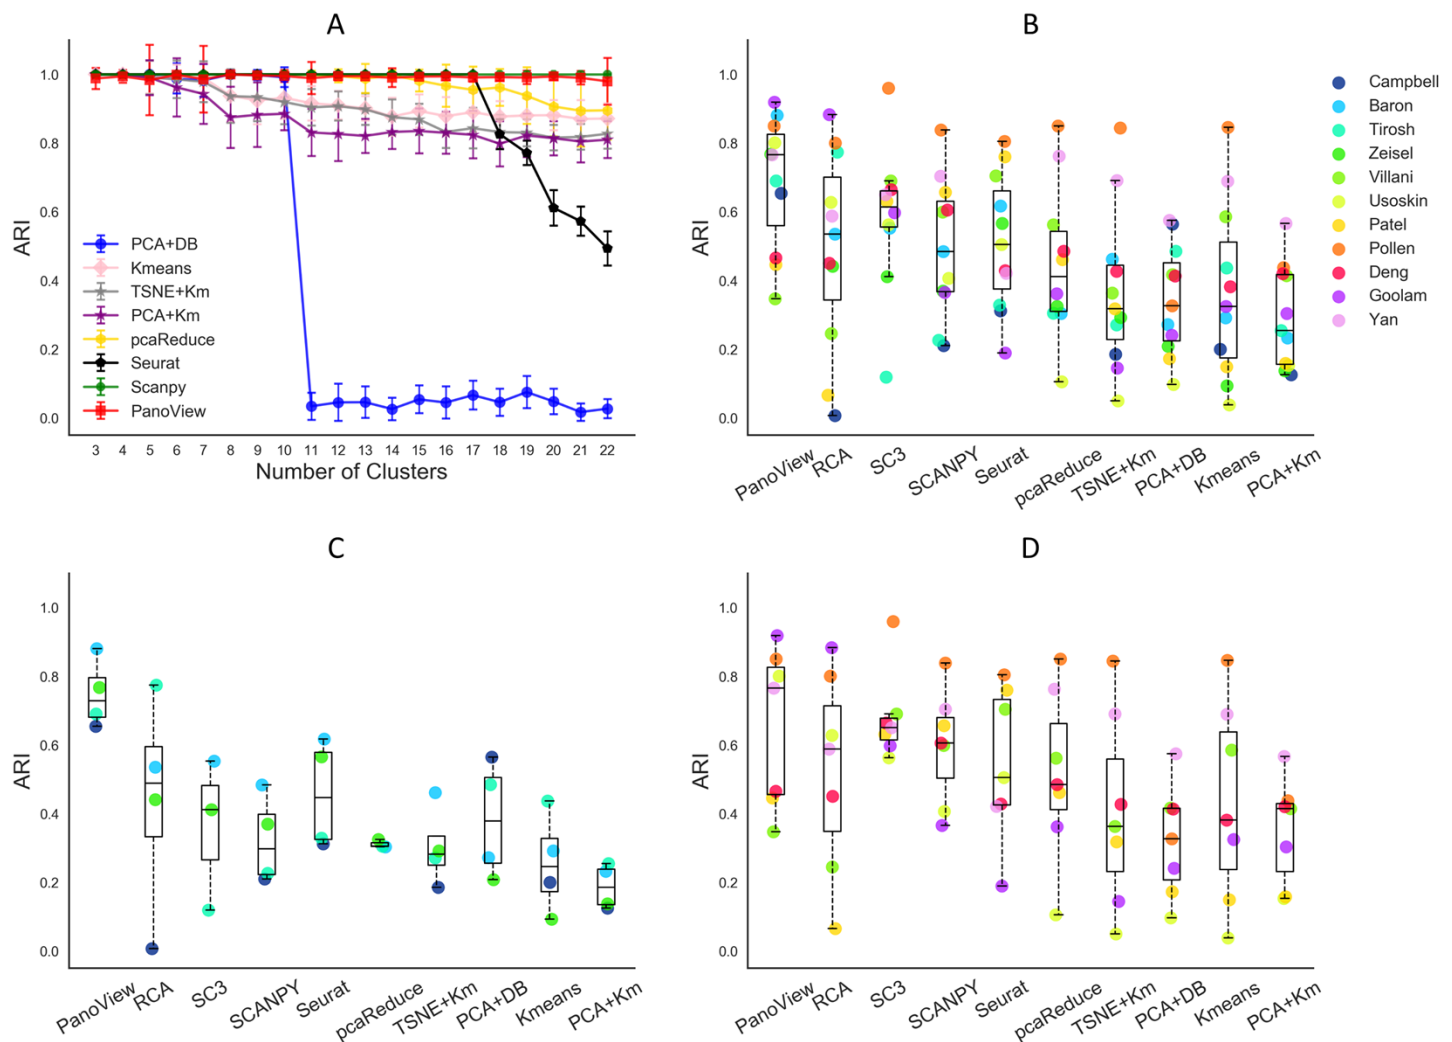 A
ARI
1.0
0.8
0.6
0.4
0.2
0.0
PCA+DB
Kmeans
TSNE+Km
PCA+Km
pcaReduce
Seurat
Scanpy
PanoView
3 4 5 6 7 8 9 10 11 12 13 14 15 16 17 18 19 20 21 22
Number of Clusters
B
ARI
1.0
0.8
0.6
0.4
0.2
0.0
PanoView RCA SC3 SCANPY Seurat pcaReduce TSNE+Km PCA+DB Kmeans PCA+Km
Campbell
Baron
Tirosh
Zeisel
Villani
Usoskin
Patel
Pollen
Deng
Goolam
Yan
C
ARI
1.0
0.8
0.6
0.4
0.2
0.0
PanoView RCA SC3 SCANPY Seurat pcaReduce TSNE+Km PCA+DB Kmeans PCA+Km
D
ARI
1.0
0.8
0.6
0.4
0.2
0.0
PanoView RCA SC3 SCANPY Seurat pcaReduce TSNE+Km PCA+DB Kmeans PCA+Km